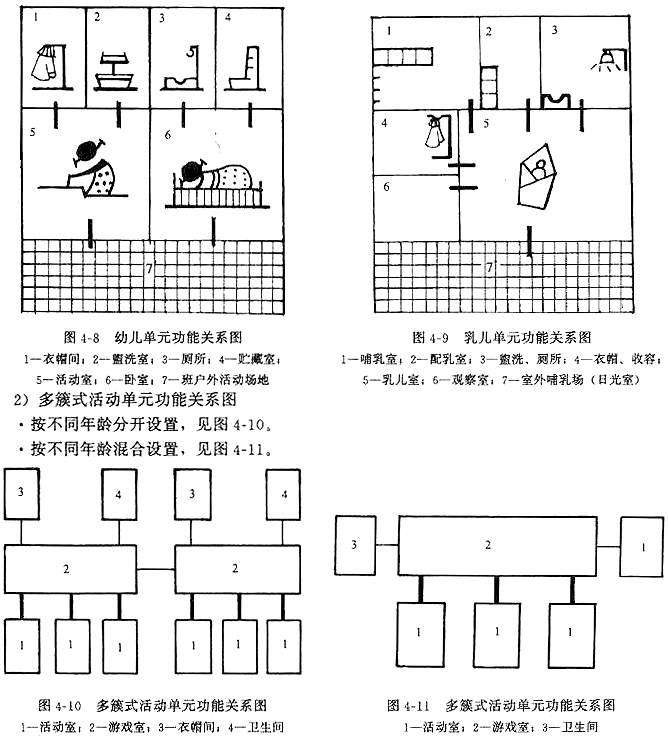 1 2 3 4
5 6
7
1 2 3
4 5
6
7
图 4-8 幼儿单元功能关系图
1—衣帽间；2—盥洗室；3—厕所；4—贮藏室；
5—活动室；6—卧室；7—班户外活动场地
图 4-9 乳儿单元功能关系图
1—哺乳室；2—配乳室；3—盥洗、厕所；4—衣帽、收容；
5—乳儿室；6—观察室；7—室外哺乳场（日光室）
2）多簇式活动单元功能关系图
·按不同年龄分开设置，见图 4-10。
·按不同年龄混合设置，见图 4-11。
3 4 3 4
2 2
1 1 1 1 1 1
3 2 1
1 1 1
图 4-10 多簇式活动单元功能关系图
1—活动室；2—游戏室；3—衣帽间；4—卫生间
图 4-11 多簇式活动单元功能关系图
1—活动室；2—游戏室；3—卫生间